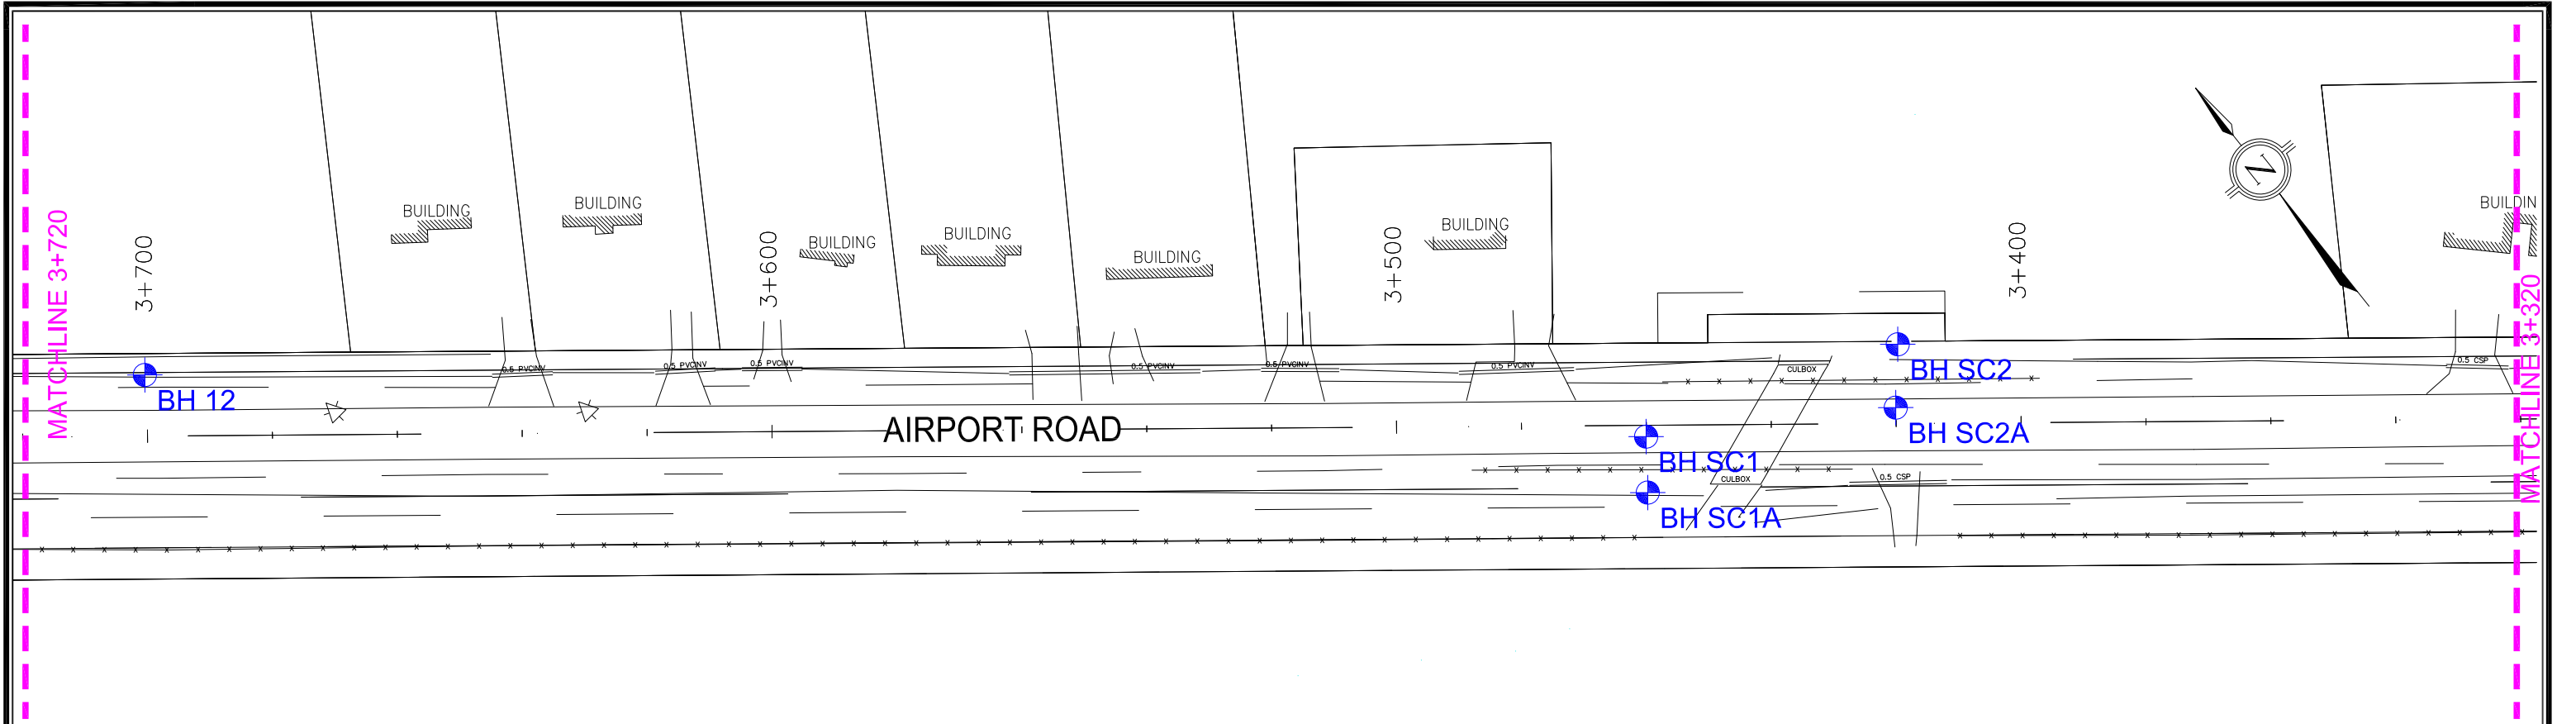 MATCHLINE 3+720
3+700
BUILDING
BUILDING
3+600
BUILDING
BUILDING
BUILDING
3+500
BUILDING
3+400
N
BUILDIN
MATCHLINE 3+320
0.5 PVCINV
0.5 PVCINV
0.5 PVCINV
0.5 PVCINV
0.5 PVCINV
0.5 PVCINV
CULBOX
BH SC2
0.5 CSP
BH 12
AIRPORT ROAD
BH SC2A
BH SC1
CULBOX
0.5 CSP
BH SC1A